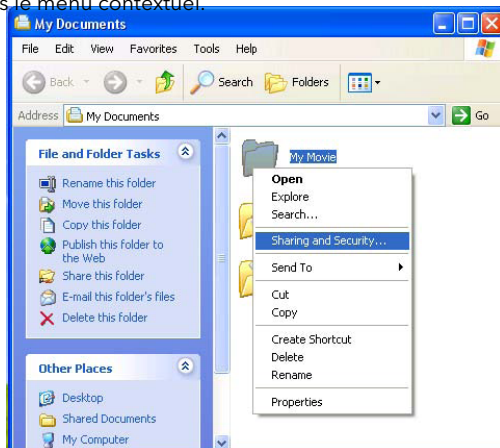 s le menu contextuel.
My Documents
File Edit View Favorites Tools Help
Back Search Folders
Address My Documents Go
File and Folder Tasks
Rename this folder
Move this folder
Copy this folder
Publish this folder to
the Web
Share this folder
E-mail this folder's files
Delete this folder
Other Places
Desktop
Shared Documents
My Computer
My Movie
Open
Explore
Search...
Sharing and Security...
Send To
Cut
Copy
Create Shortcut
Delete
Rename
Properties